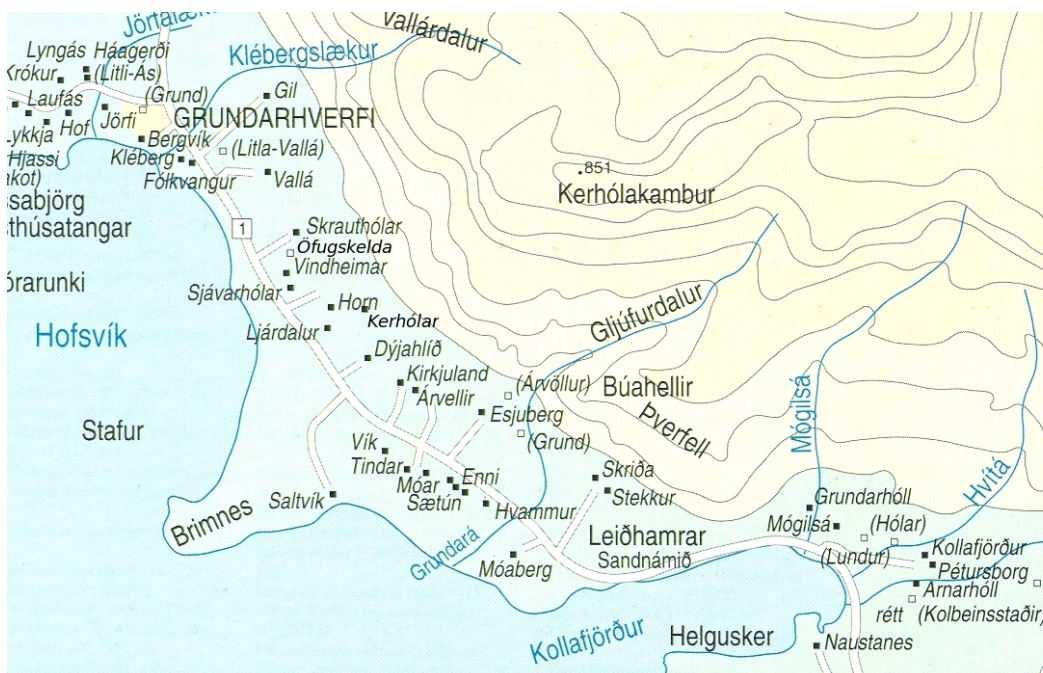 Vallárdalur
Klébergslækur
Lyngás
Háagerði
(Litli-Ás)
Krókur
Laufás
(Grund)
Gil
GRUNDARHVERFI
Jörfi
Hof
Lykkja
Bergvík
(Litla-Vallá)
Kléberg
Hjassi
Fólkvangur
Vallá
851
Kerhólakambur
1
Skrauthólar
Öfugskelda
Vindheimar
Sjávarhólar
Horn
Kerhólar
Ljárdalur
Hofsvík
Dýjahlíð
Gljúfurdalur
Kirkjuland
Árvellir
(Árvöllur)
Búahellir
Esjuberg
(Grund)
Þverfell
Mógilsá
Stafur
Vík
Tindar
Móar
Enni
Sætún
Hvammur
Skriða
Stekkur
Hvítá
Saltvík
Brimnes
Grundará
Móaberg
Leiðhamrar
Sandnámið
Grundarhóll
Mógilsá
(Hólar)
(Lundur)
Kollafjörður
Pétursborg
Arnarhóll
rétt
(Kolbeinsstaðir)
Kollafjörður
Helgusker
Naustanes